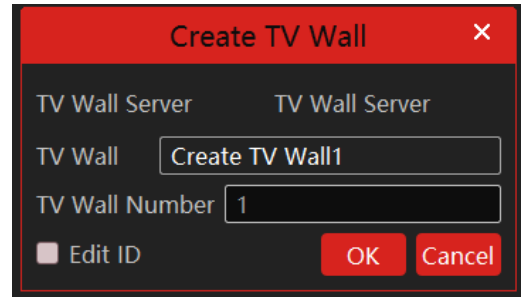 Create TV Wall ×
TV Wall Server TV Wall Server
TV Wall Create TV Wall1
TV Wall Number 1
Edit ID OK Cancel